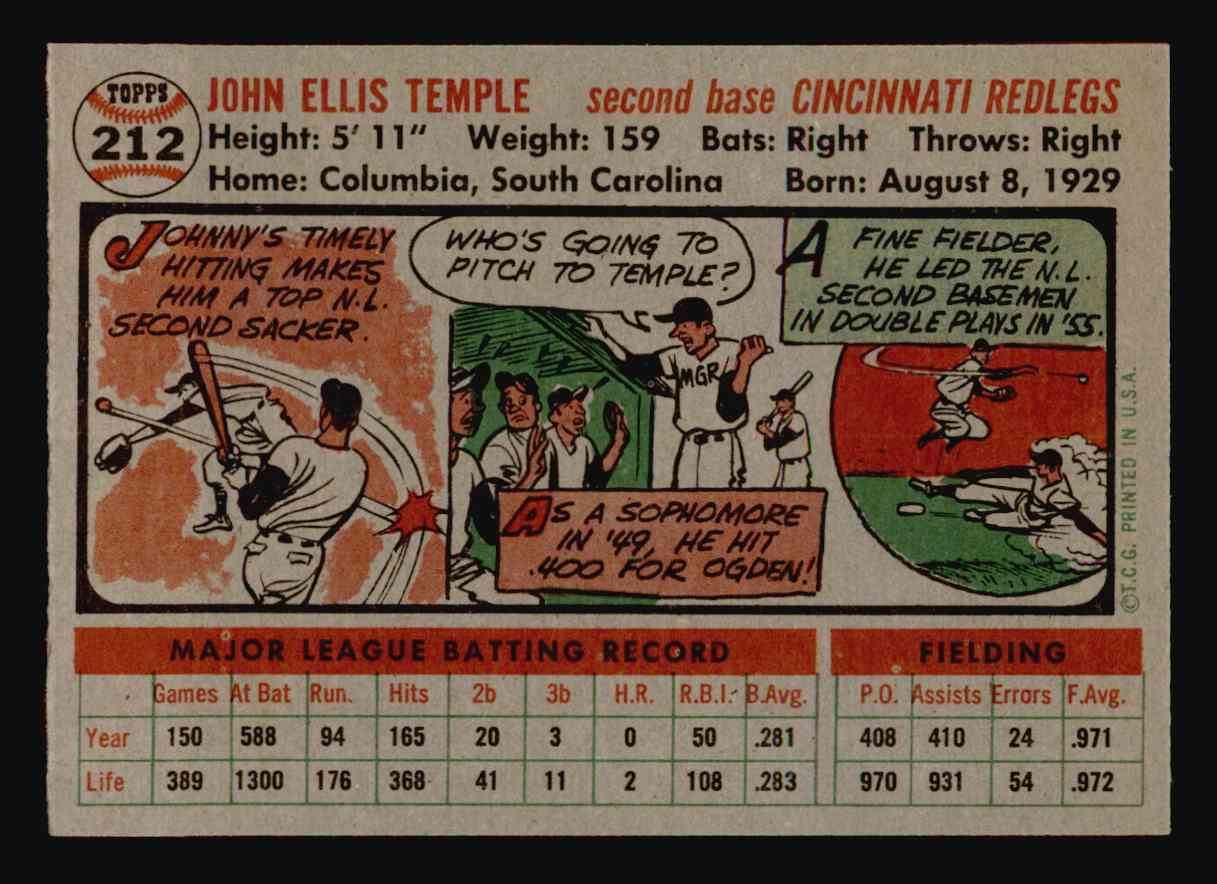 TOPPS
212
JOHN ELLIS TEMPLE second base CINCINNATI REDLEGS
Height: 5' 11" Weight: 159 Bats: Right Throws: Right
Home: Columbia, South Carolina Born: August 8, 1929
JOHNNY'S TIMELY
HITTING MAKES
HIM A TOP N.L.
SECOND SACKER.
WHO'S GOING TO
PITCH TO TEMPLE?
MGR
AS A SOPHOMORE
IN '49, HE HIT
.400 FOR OGDEN!
A FINE FIELDER,
HE LED THE N.L.
SECOND BASEMEN
IN DOUBLE PLAYS IN '55.
©T.C.G. PRINTED IN U.S.A.
MAJOR LEAGUE BATTING RECORD FIELDING
Games At Bat Run. Hits 2b 3b H.R. R.B.I. B.Avg. P.O. Assists Errors F.Avg.
Year 150 588 94 165 20 3 0 50 .281 408 410 24 .971
Life 389 1300 176 368 41 11 2 108 .283 970 931 54 .972